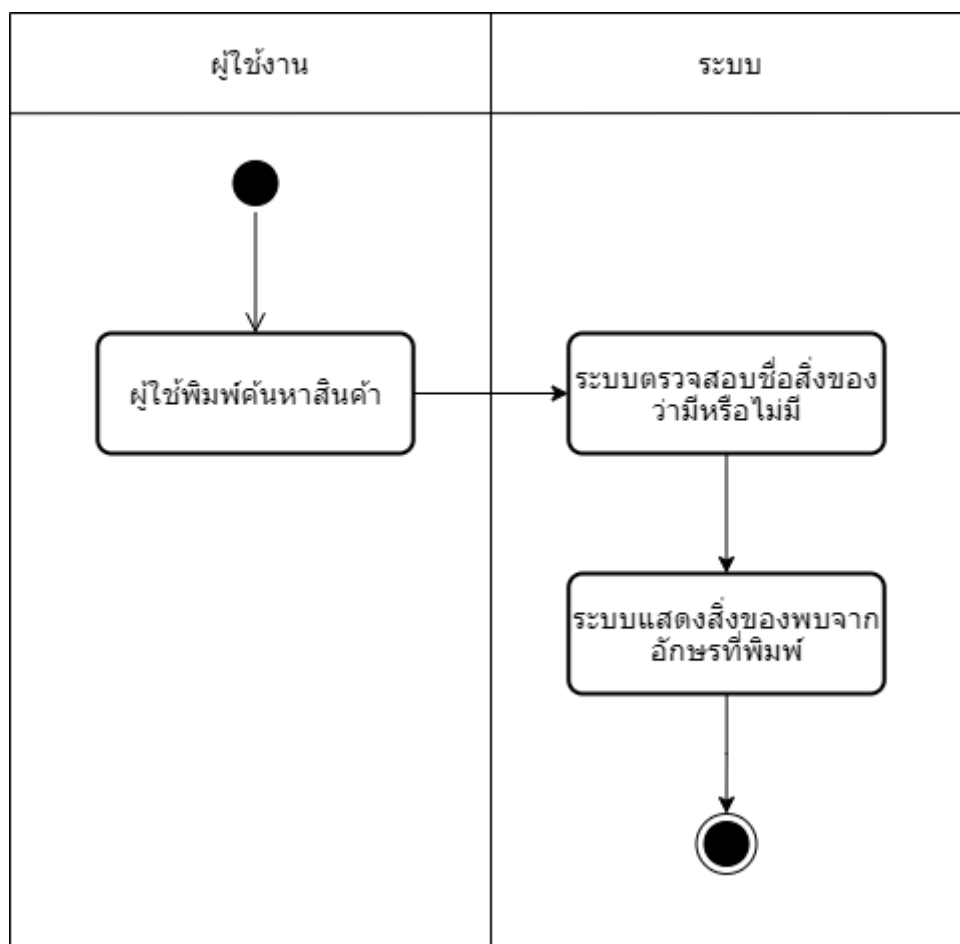 ผู้ใช้งาน
ระบบ
ผู้ใช้พิมพ์ค้นหาสินค้า
ระบบตรวจสอบชื่อสิ่งของ
ว่ามีหรือไม่มี
ระบบแสดงสิ่งของพบจาก
อักษรที่พิมพ์